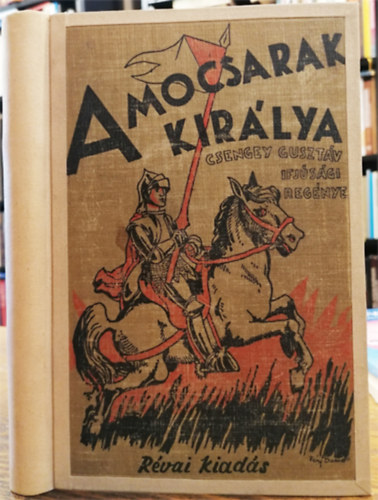 A MOCSARAK
KIRÁLYA
CSENGEY GUSZTÁV
IFJÚSÁGI
REGÉNYE
Révai kiadás